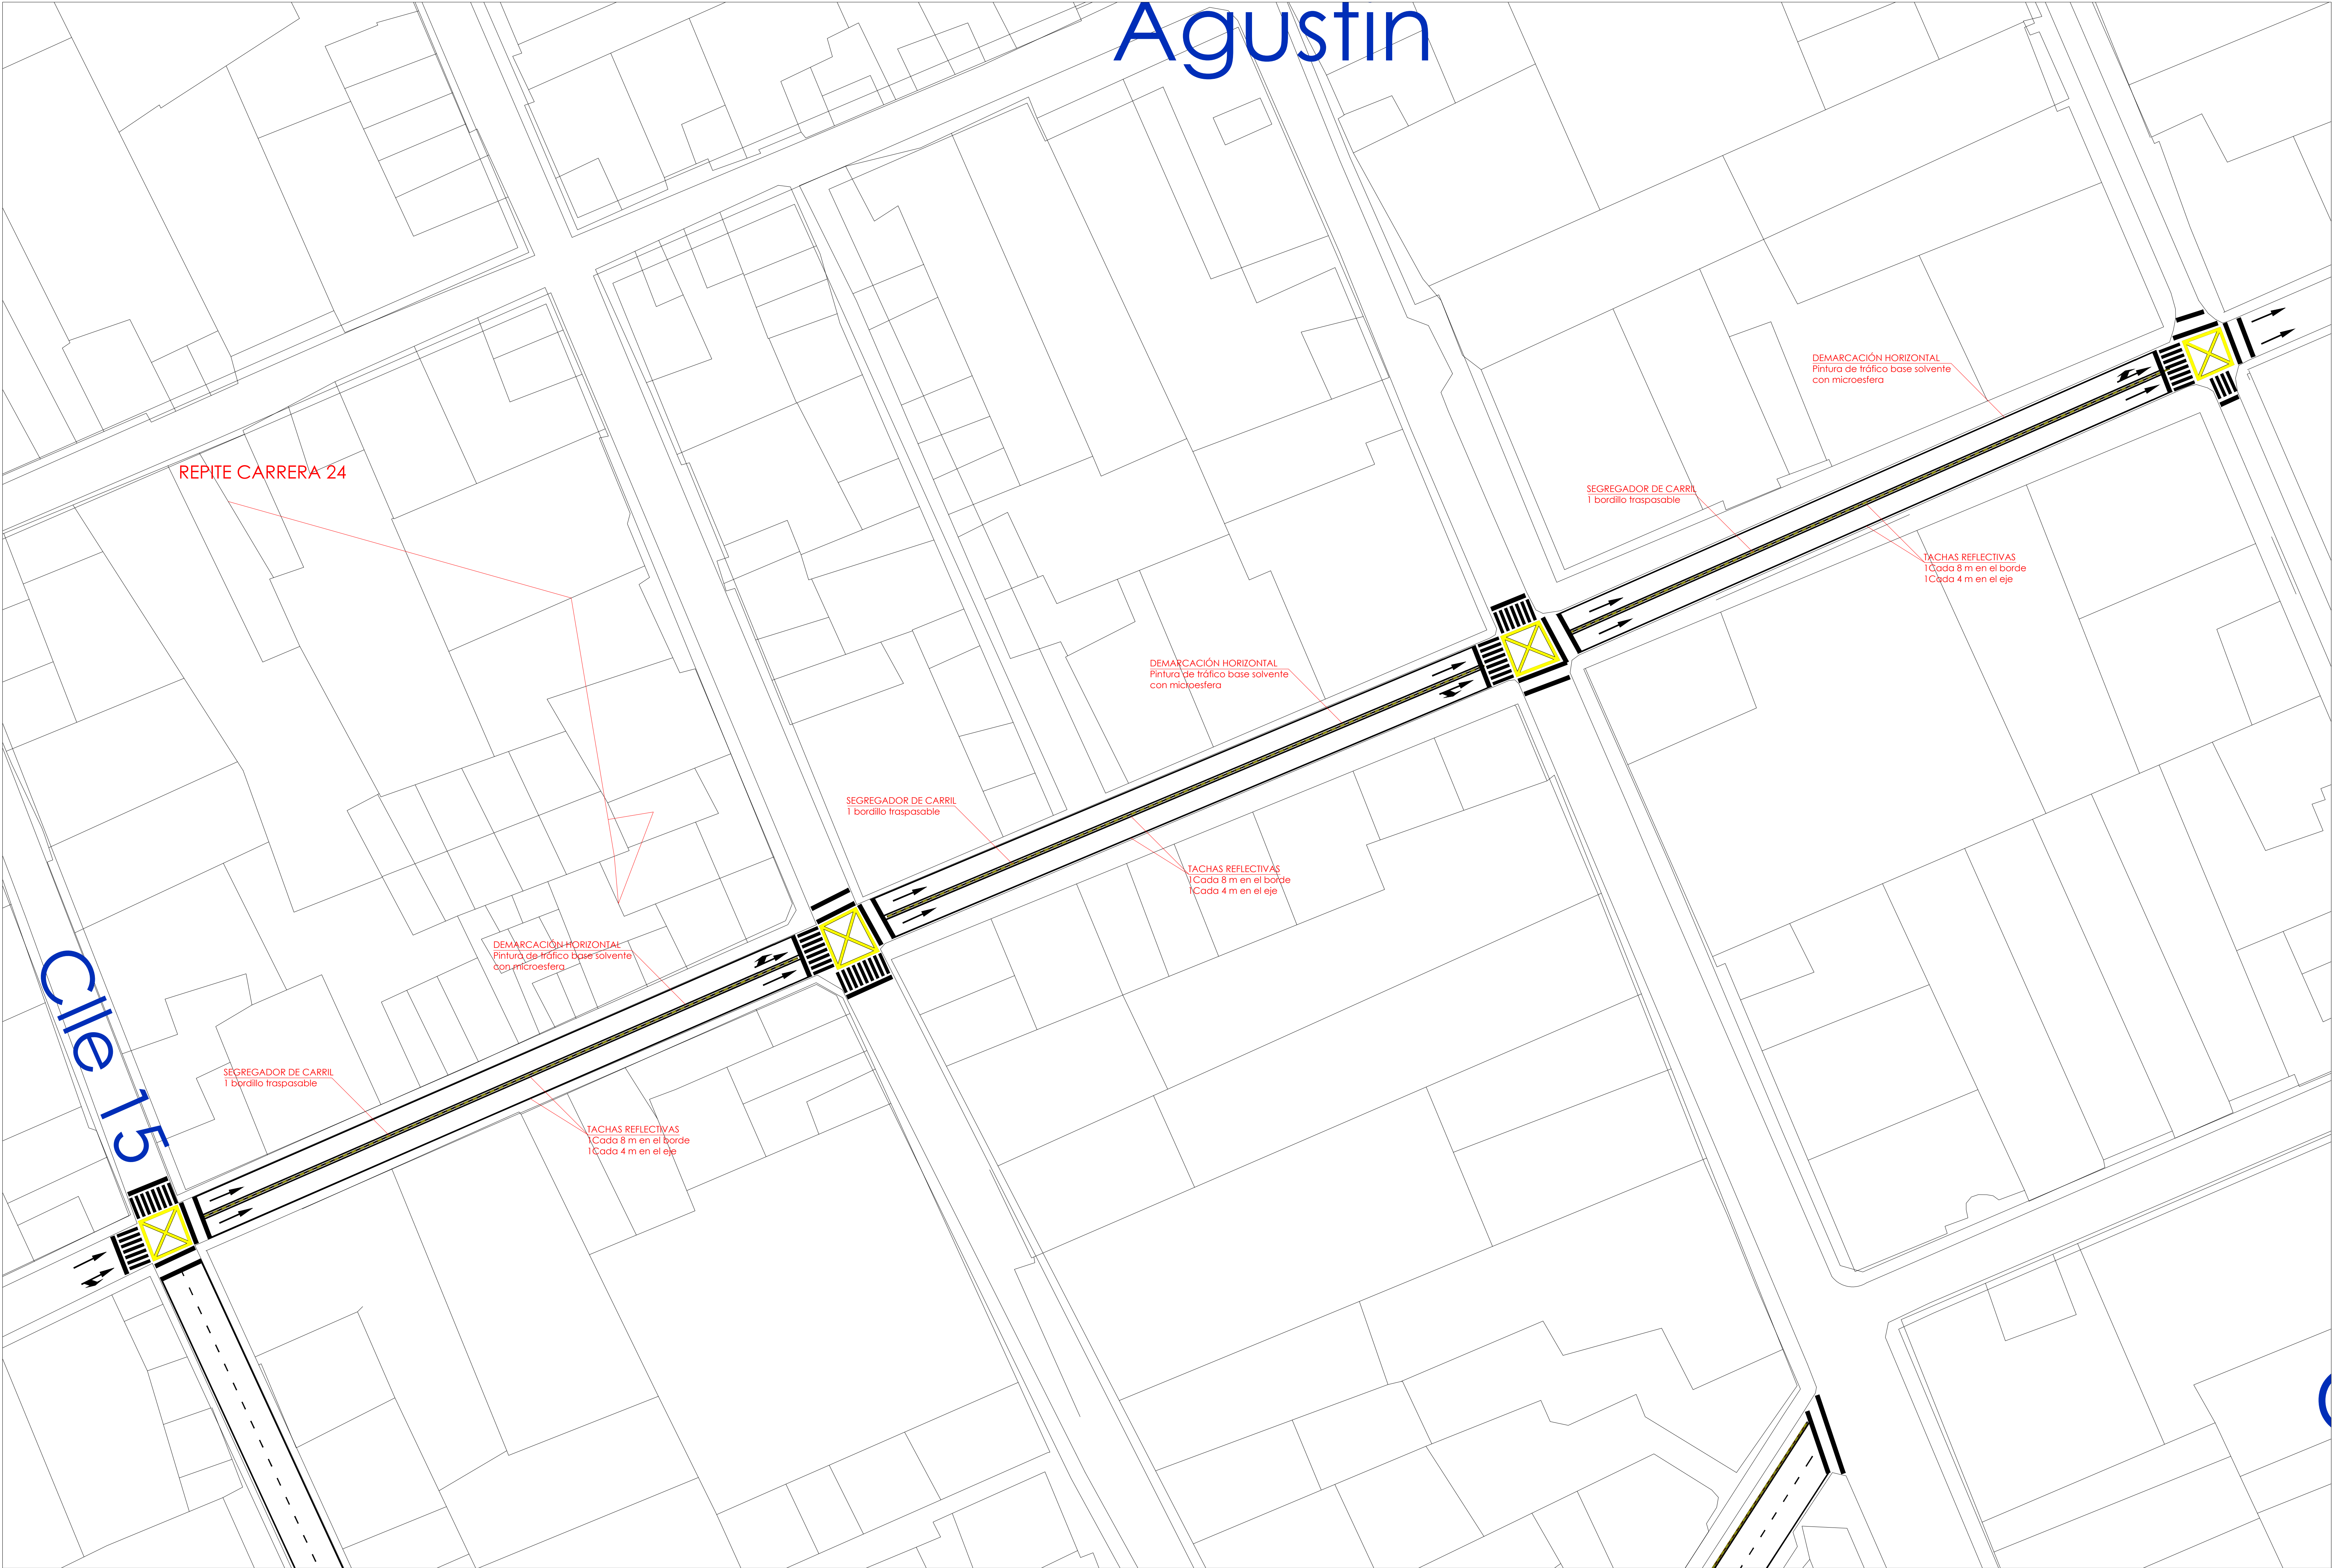 Agustin
DEMARCACIÓN HORIZONTAL
Pintura de tráfico base solvente
con microesfera
REPITE CARRERA 24
SEGREGADOR DE CARRIL
1 bordillo traspasable
TACHAS REFLECTIVAS
1Cada 8 m en el borde
1Cada 4 m en el eje
DEMARCACIÓN HORIZONTAL
Pintura de tráfico base solvente
con microesfera
SEGREGADOR DE CARRIL
1 bordillo traspasable
TACHAS REFLECTIVAS
1Cada 8 m en el borde
1Cada 4 m en el eje
DEMARCACIÓN HORIZONTAL
Pintura de tráfico base solvente
con microesfera
Clle 15
SEGREGADOR DE CARRIL
1 bordillo traspasable
TACHAS REFLECTIVAS
1Cada 8 m en el borde
1Cada 4 m en el eje